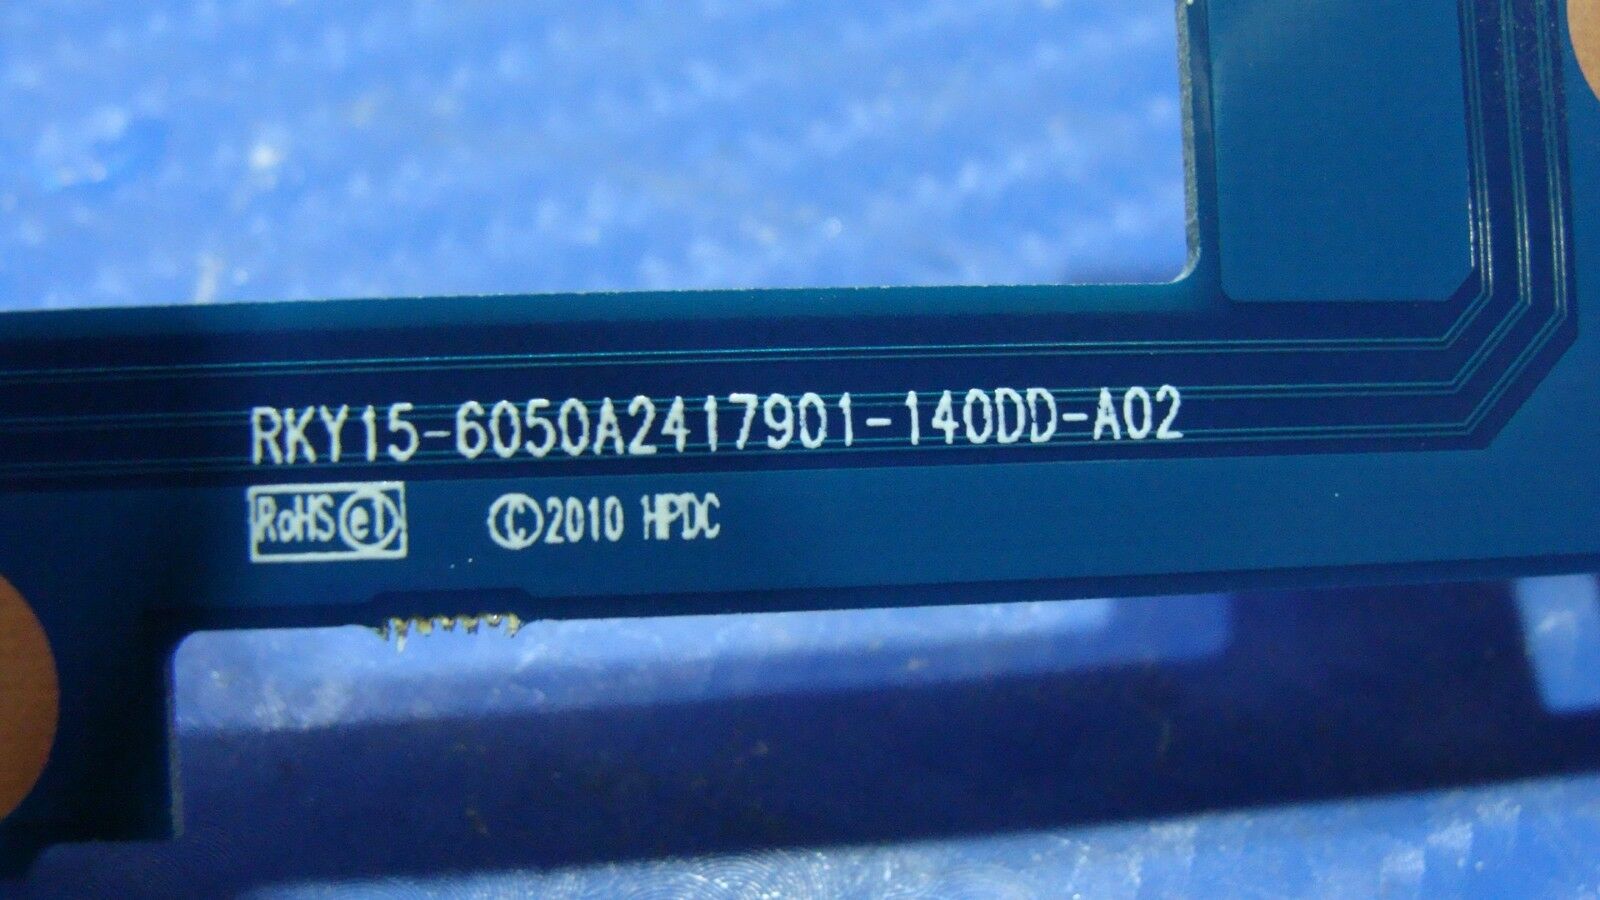 RKY15-6050A2417901-140DD-A02
RoHS e1 ©2010 HPDC